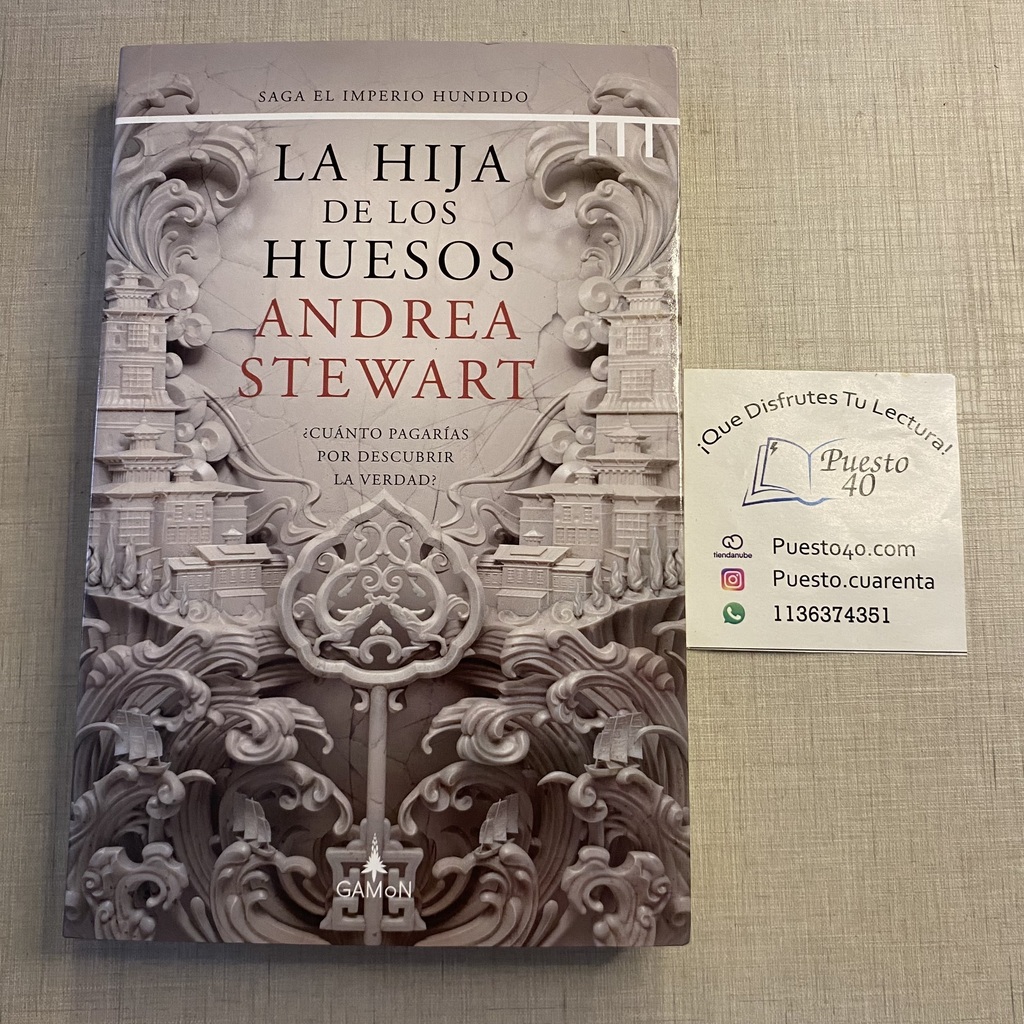 SAGA EL IMPERIO HUNDIDO
LA HIJA
DE LOS
HUESOS
ANDREA
STEWART
¿CUÁNTO PAGARÍAS
POR DESCUBRIR
LA VERDAD?
GAMoN
¡Que Disfrutes Tu Lectura!
Puesto
40
tiendanube
Puesto40.com
Puesto.cuarenta
1136374351